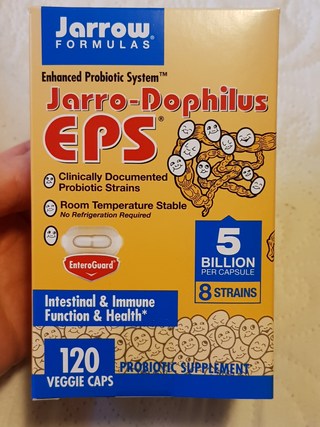 Jarrow
FORMULAS
Enhanced Probiotic System™
Jarro-Dophilus
EPS®
Clinically Documented
Probiotic Strains
Room Temperature Stable
No Refrigeration Required
EnteroGuard
5
BILLION
PER CAPSULE
8 STRAINS
Intestinal & Immune
Function & Health*
120
VEGGIE CAPS
PROBIOTIC SUPPLEMENT